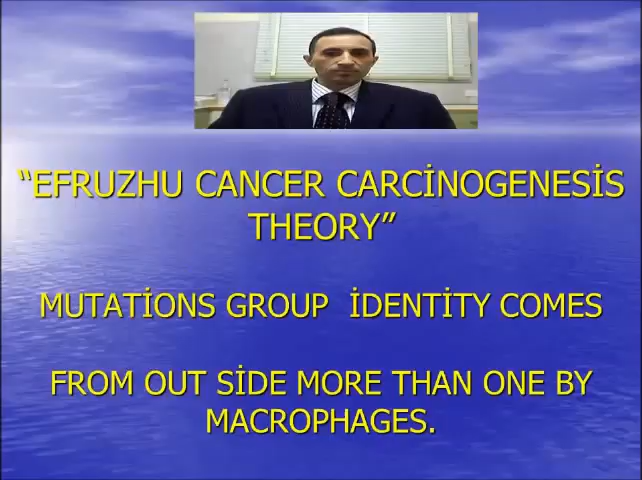 “EFRUZHU CANCER CARCİNOGENESİS
THEORY”
MUTATİONS GROUP İDENTİTY COMES
FROM OUT SİDE MORE THAN ONE BY
MACROPHAGES.